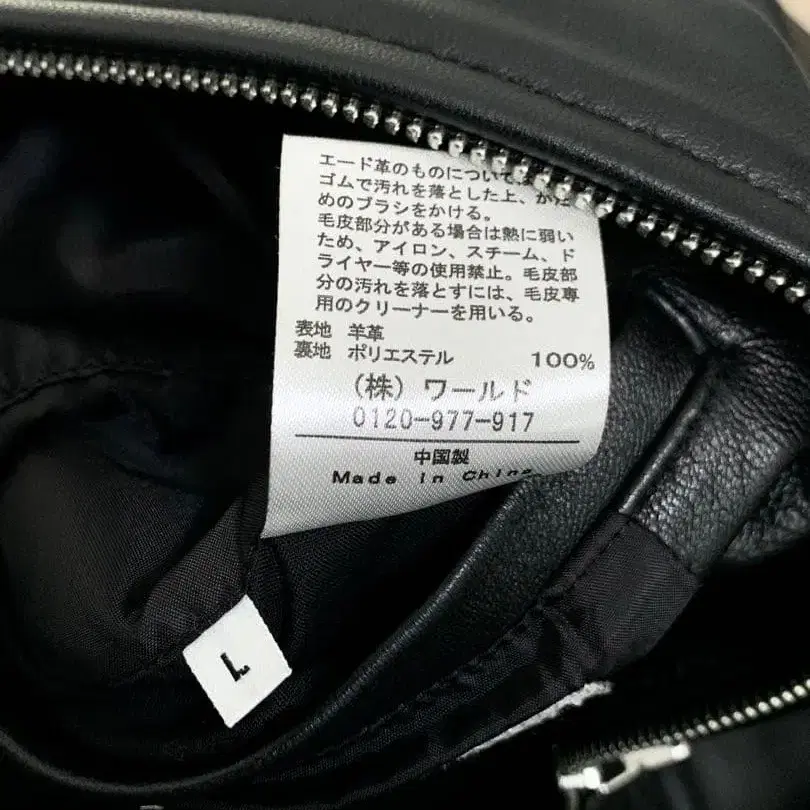 エード革のものについては
ゴムで汚れを落とした上、かた
めのブラシをかける。
毛皮部分がある場合は熱に弱い
ため、アイロン、スチーム、ド
ライヤー等の使用禁止。毛皮部
分の汚れを落とすには、毛皮専
用のクリーナーを用いる。
表地 羊革
裏地 ポリエステル 100%
(株) ワールド
0120-977-917
中国製
Made in China
L